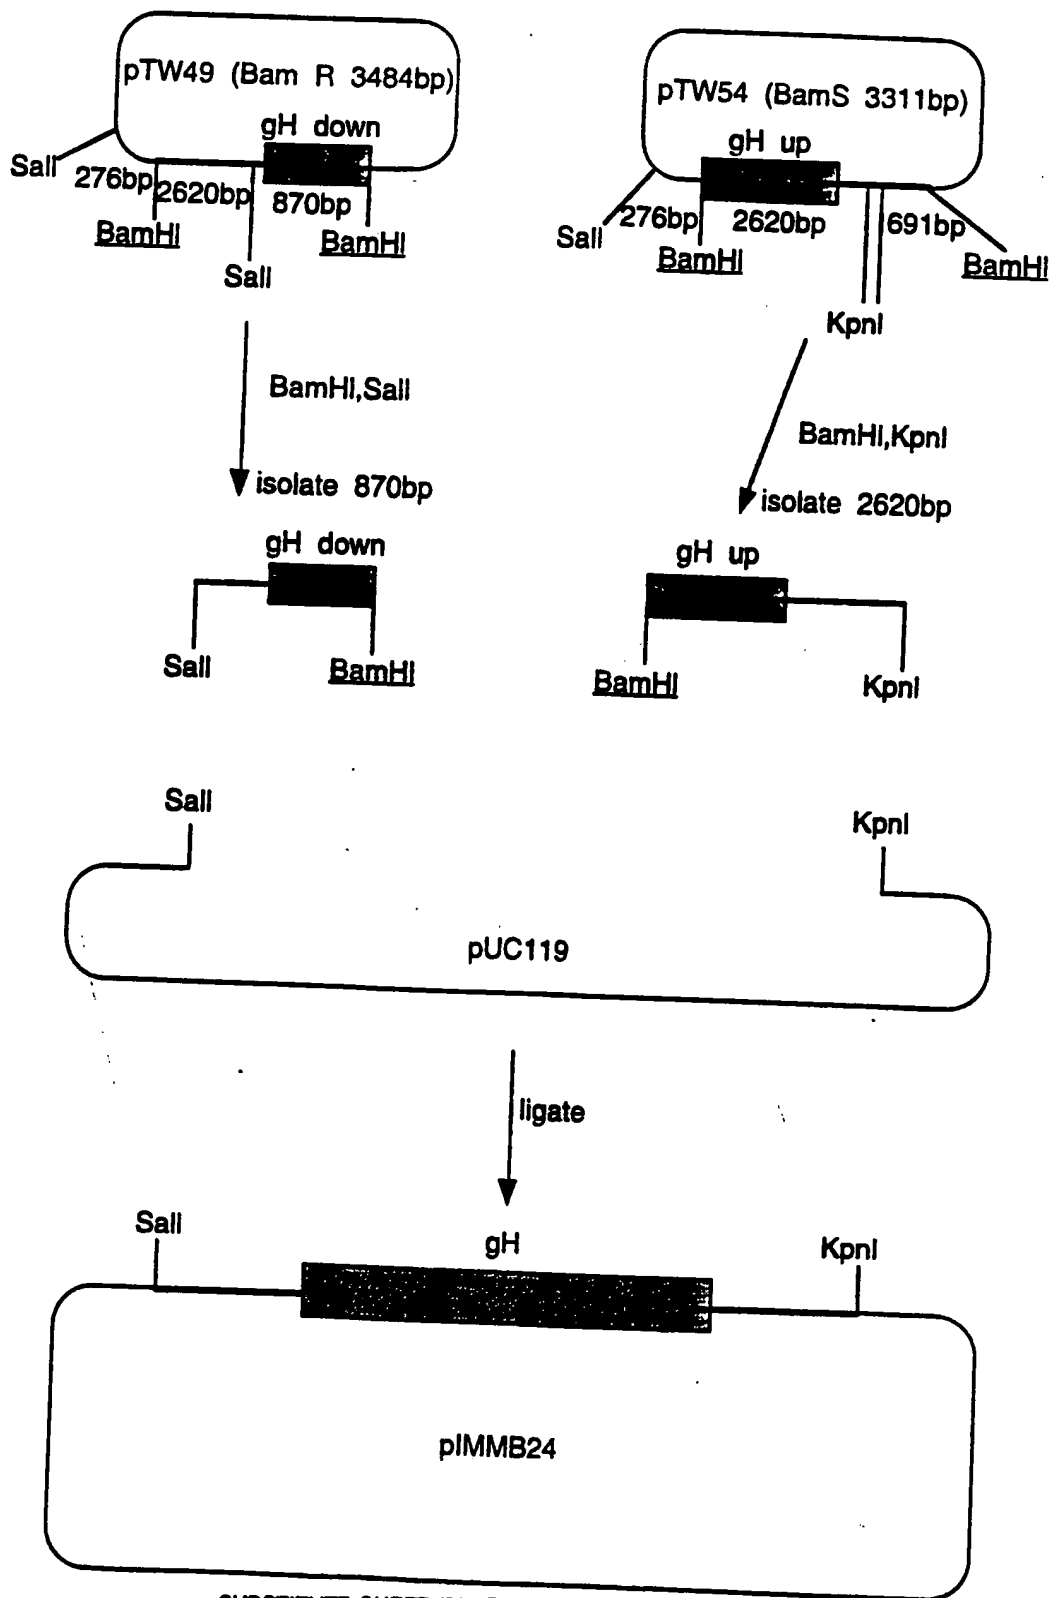 pTW49 (Bam R 3484bp)
gH down
SalI
276bp
2620bp
870bp
BamHI
BamHI
SalI
pTW54 (BamS 3311bp)
gH up
SalI
276bp
2620bp
691bp
BamHI
BamHI
KpnI
BamHI,SalI
BamHI,KpnI
isolate 870bp
isolate 2620bp
gH down
gH up
SalI
BamHI
BamHI
KpnI
SalI
KpnI
pUC119
ligate
SalI
gH
KpnI
pIMMB24